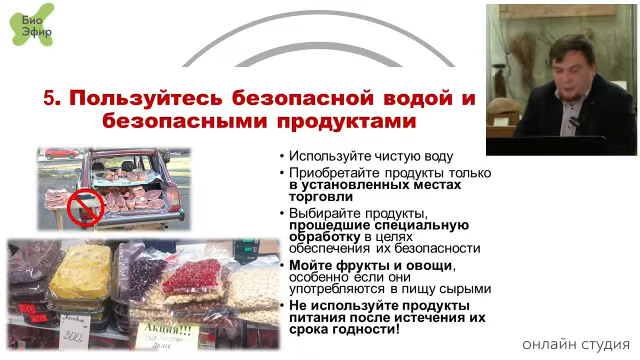 Био
Эфир
5. Пользуйтесь безопасной водой и
безопасными продуктами
• Используйте чистую воду
• Приобретайте продукты только
в установленных местах
торговли
• Выбирайте продукты,
прошедшие специальную
обработку в целях
обеспечения их безопасности
• Мойте фрукты и овощи,
особенно если они
употребляются в пищу сырыми
• Не используйте продукты
питания после истечения их
срока годности!
300
Акция!!!
онлайн студия